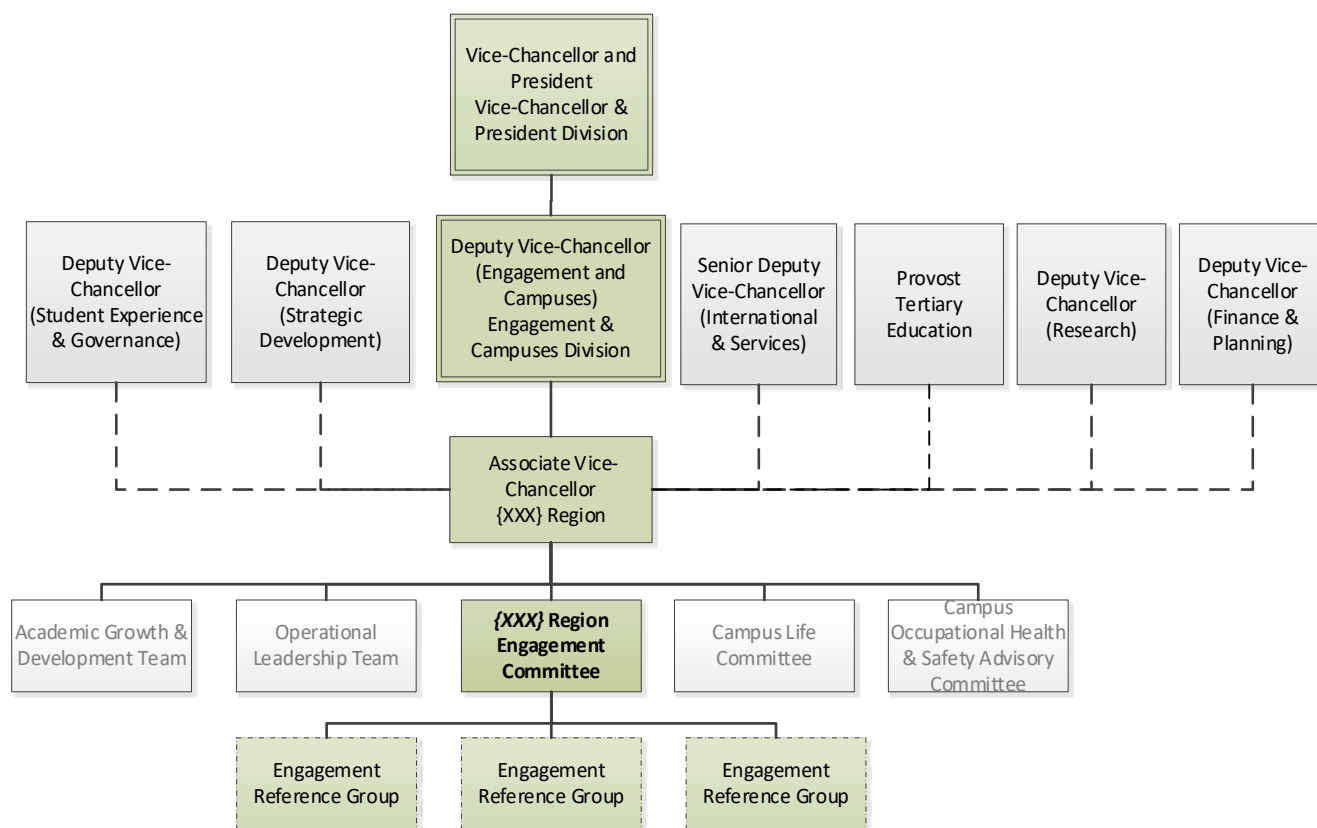 Vice-Chancellor and
President
Vice-Chancellor &
President Division
Deputy Vice-
Chancellor
(Student Experience
& Governance)
Deputy Vice-
Chancellor
(Strategic
Development)
Deputy Vice-Chancellor
(Engagement and
Campuses)
Engagement &
Campuses Division
Senior Deputy
Vice-Chancellor
(International
& Services)
Provost
Tertiary
Education
Deputy Vice-
Chancellor
(Research)
Deputy Vice-
Chancellor
(Finance &
Planning)
Associate Vice-
Chancellor
{XXX} Region
Academic Growth &
Development Team
Operational
Leadership Team
{XXX} Region
Engagement
Committee
Campus Life
Committee
Campus
Occupational Health
& Safety Advisory
Committee
Engagement
Reference Group
Engagement
Reference Group
Engagement
Reference Group